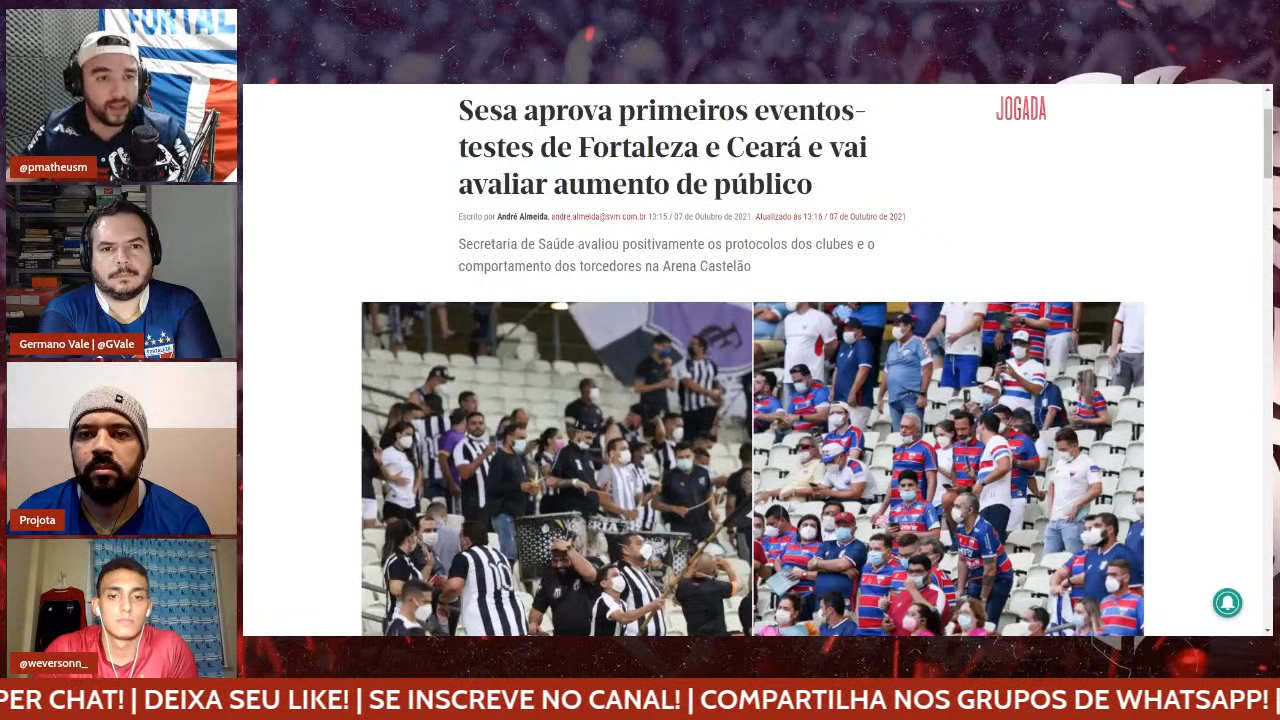 FORTAL
@pmatheusm
Germano Vale | @GVale
FORTALEZA
Projota
@weversonn_
Sesa aprova primeiros eventos-
testes de Fortaleza e Ceará e vai
avaliar aumento de público
JOGADA
Escrito por André Almeida, andre.almeida@svm.com.br 13:15 / 07 de Outubro de 2021. Atualizado às 13:16 / 07 de Outubro de 2021
Secretaria de Saúde avaliou positivamente os protocolos dos clubes e o
comportamento dos torcedores na Arena Castelão
10
PER CHAT! | DEIXA SEU LIKE! | SE INSCREVE NO CANAL! | COMPARTILHA NOS GRUPOS DE WHATSAPP! |